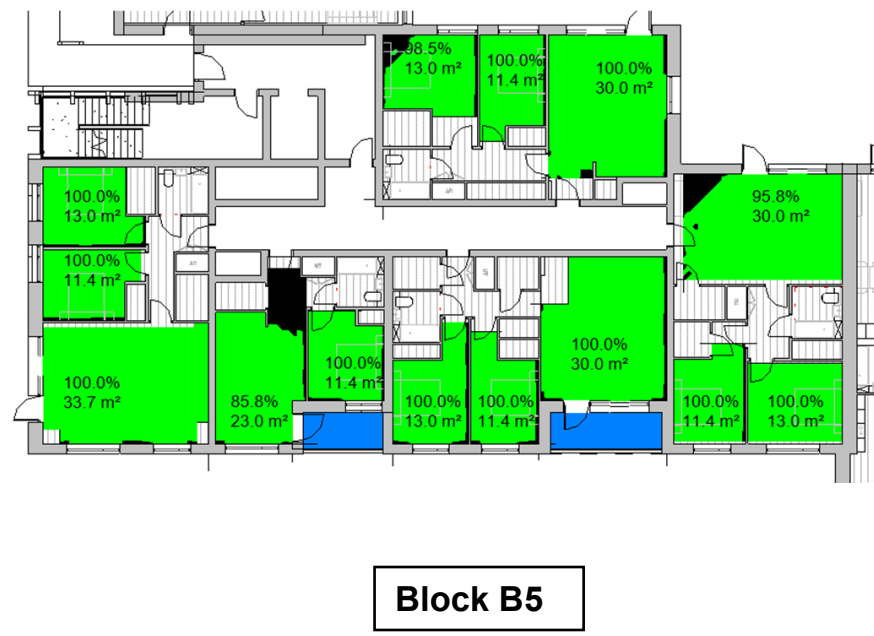 98.5%
13.0 m²
100.0%
11.4 m²
100.0%
30.0 m²
100.0%
13.0 m²
100.0%
11.4 m²
95.8%
30.0 m²
100.0%
33.7 m²
85.8%
23.0 m²
100.0%
11.4 m²
100.0%
13.0 m²
100.0%
11.4 m²
100.0%
30.0 m²
100.0%
11.4 m²
100.0%
13.0 m²
Block B5